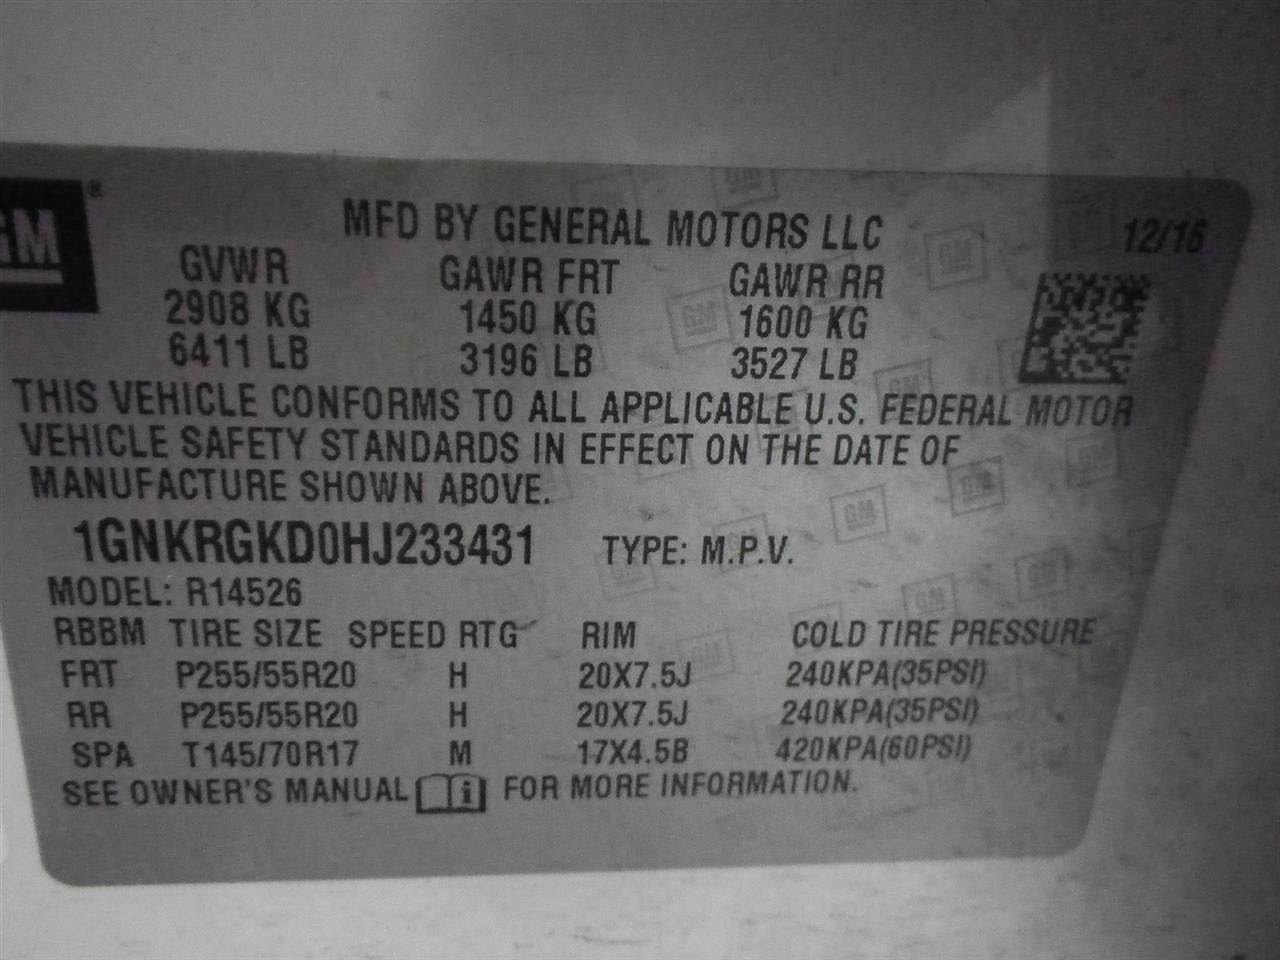 GM®
MFD BY GENERAL MOTORS LLC 12/16
GVWR GAWR FRT GAWR RR
2908 KG 1450 KG 1600 KG
6411 LB 3196 LB 3527 LB
THIS VEHICLE CONFORMS TO ALL APPLICABLE U.S. FEDERAL MOTOR
VEHICLE SAFETY STANDARDS IN EFFECT ON THE DATE OF
MANUFACTURE SHOWN ABOVE.
1GNKRGKD0HJ233431 TYPE: M.P.V.
MODEL: R14526
RBBM TIRE SIZE SPEED RTG RIM COLD TIRE PRESSURE
FRT P255/55R20 H 20X7.5J 240KPA(35PSI)
RR P255/55R20 H 20X7.5J 240KPA(35PSI)
SPA T145/70R17 M 17X4.5B 420KPA(60PSI)
SEE OWNER'S MANUAL i FOR MORE INFORMATION.